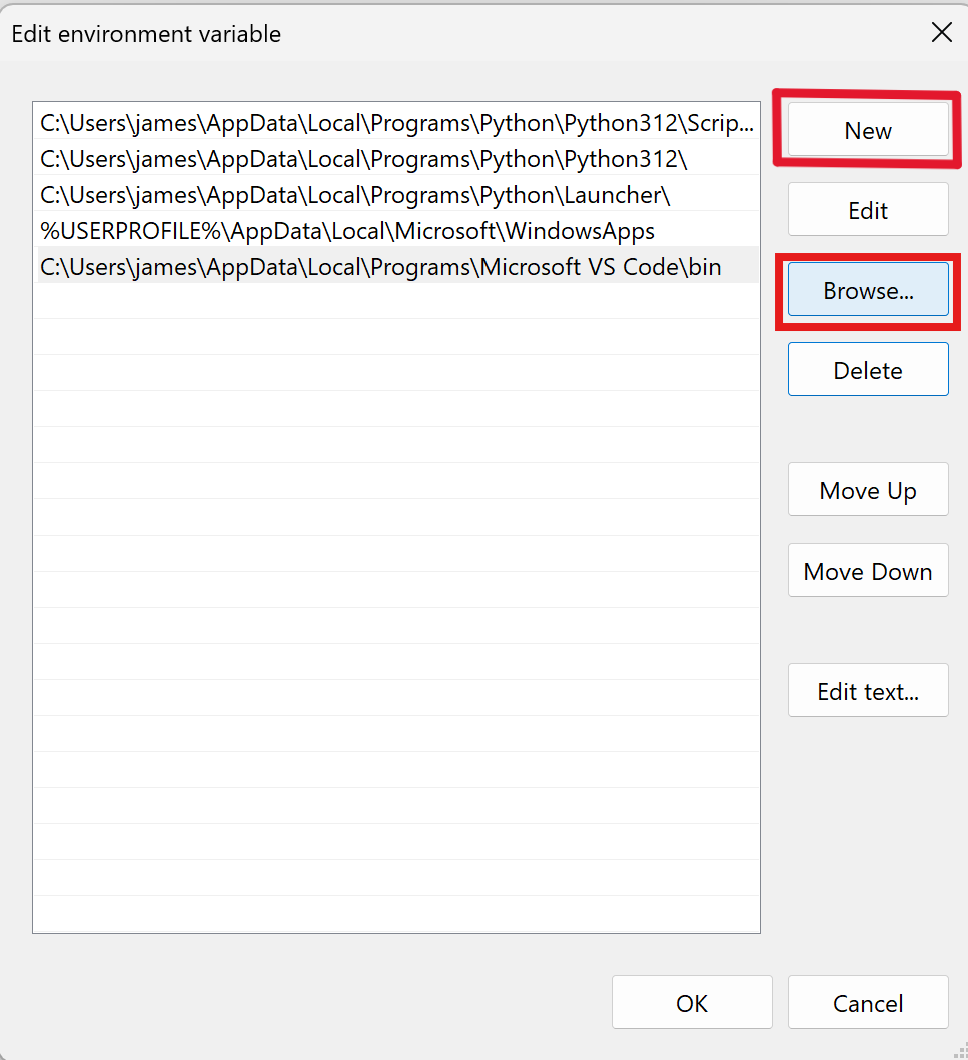 Edit environment variable
C:\Users\james\AppData\Local\Programs\Python\Python312\Scrip...
C:\Users\james\AppData\Local\Programs\Python\Python312\
C:\Users\james\AppData\Local\Programs\Python\Launcher\
%USERPROFILE%\AppData\Local\Microsoft\WindowsApps
C:\Users\james\AppData\Local\Programs\Microsoft VS Code\bin
New
Edit
Browse...
Delete
Move Up
Move Down
Edit text...
OK
Cancel